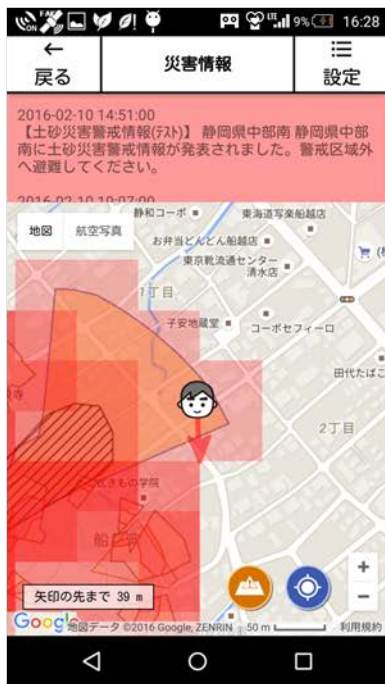 9% 16:28
戻る
災害情報
設定
2016-02-10 14:51:00
【土砂災害警戒情報(ﾃｽﾄ)】 静岡県中部南 静岡県中部
南に土砂災害警戒情報が発表されました。警戒区域外
へ避難してください。
2016-02-10 10:07:00
地図 航空写真
静和コーポ
東海道写楽船越店
お弁当どんどん船越店
東京靴流通センター
清水店
1丁目
子安地蔵堂
コーポセフィーロ
田代たばこ
2丁目
きもの学院
船
矢印の先まで 39 m
Google
地図データ ©2016 Google, ZENRIN
50 m
利用規約